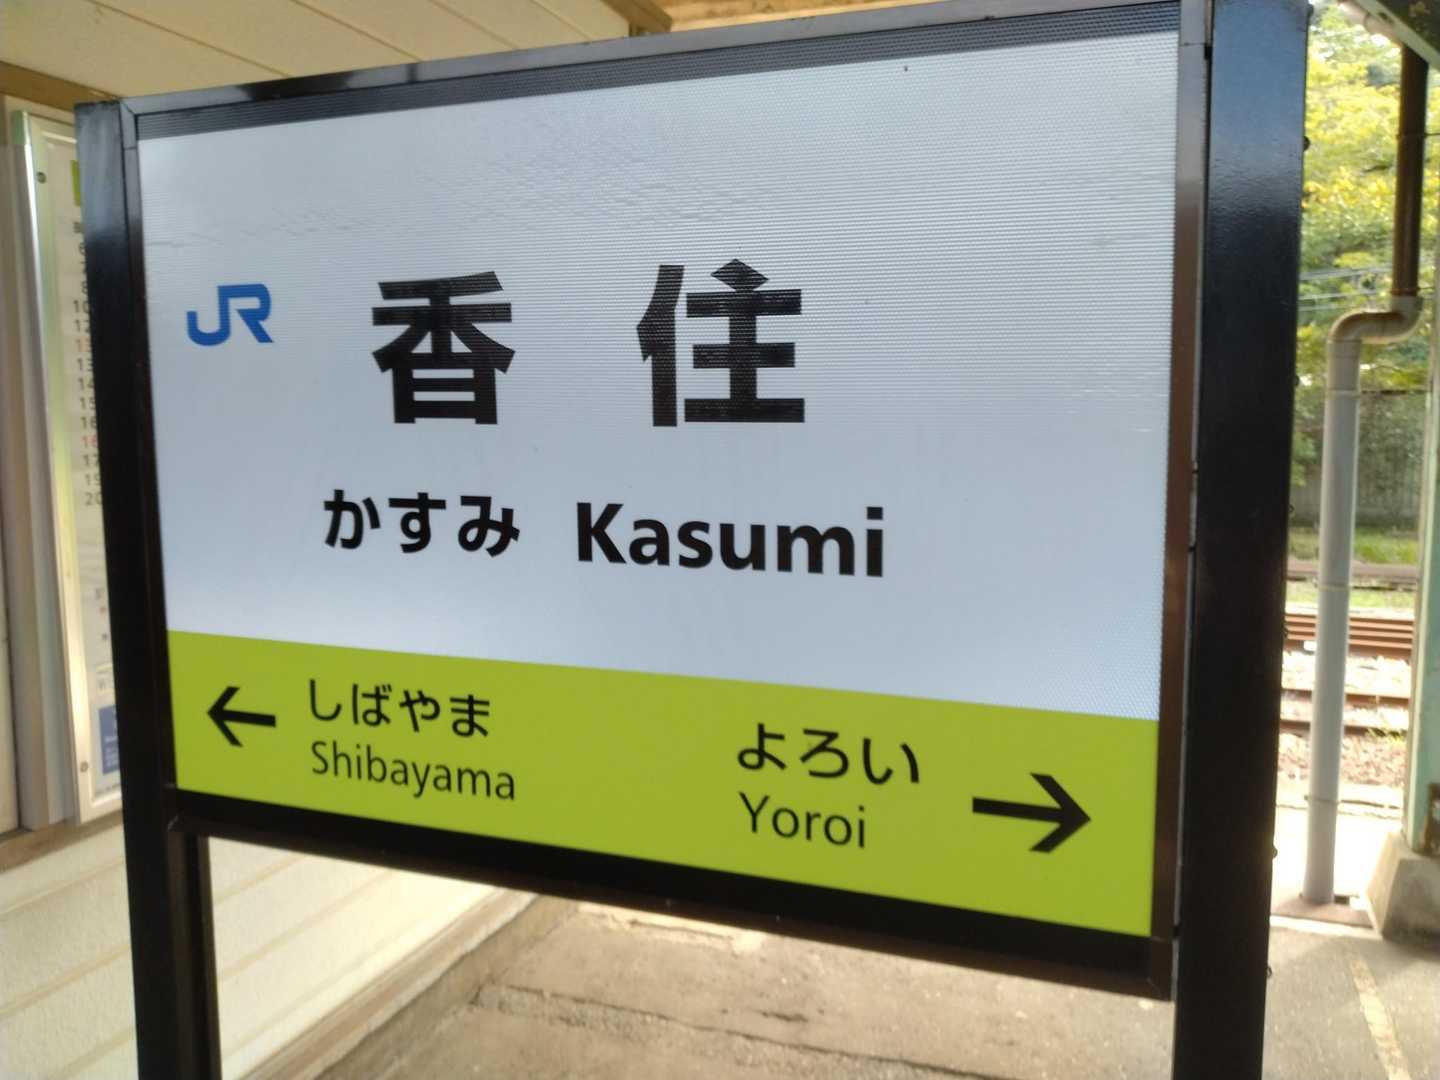 JR
香住
かすみ Kasumi
← しばやま
Shibayama
よろい →
Yoroi